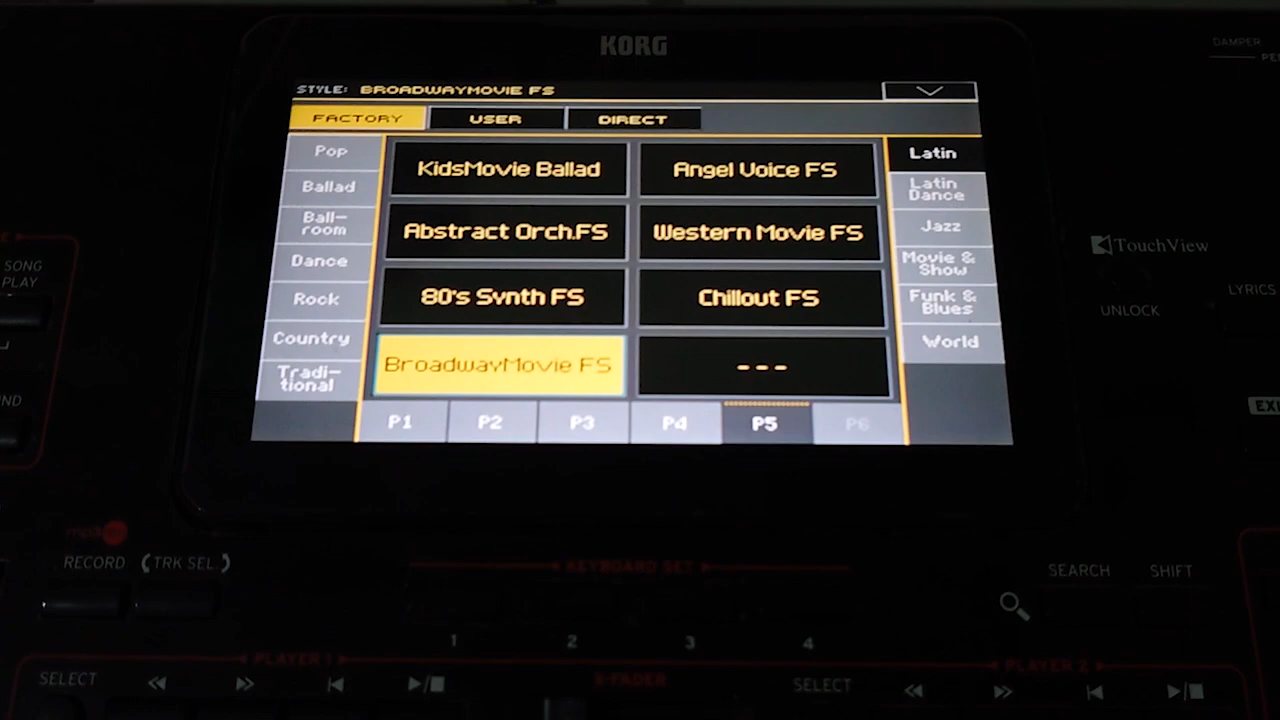 KORG
DAMPER
STYLE: BROADWAYMOVIE FS
FACTORY
USER
DIRECT
Pop
Ballad
Ball-
room
Dance
Rock
Country
Tradi-
tional
KidsMovie Ballad
Angel Voice FS
Abstract Orch.FS
Western Movie FS
80's Synth FS
Chillout FS
BroadwayMovie FS
---
P1
P2
P3
P4
P5
P6
Latin
Latin
Dance
Jazz
Movie &
Show
Funk &
Blues
World
SONG
PLAY
TouchView
UNLOCK
LYRICS
RECORD
TRK SEL
KEYBOARD SET
SEARCH
SHIFT
1
2
3
4
PLAYER 1
PLAYER 2
SELECT
X-FADER
SELECT